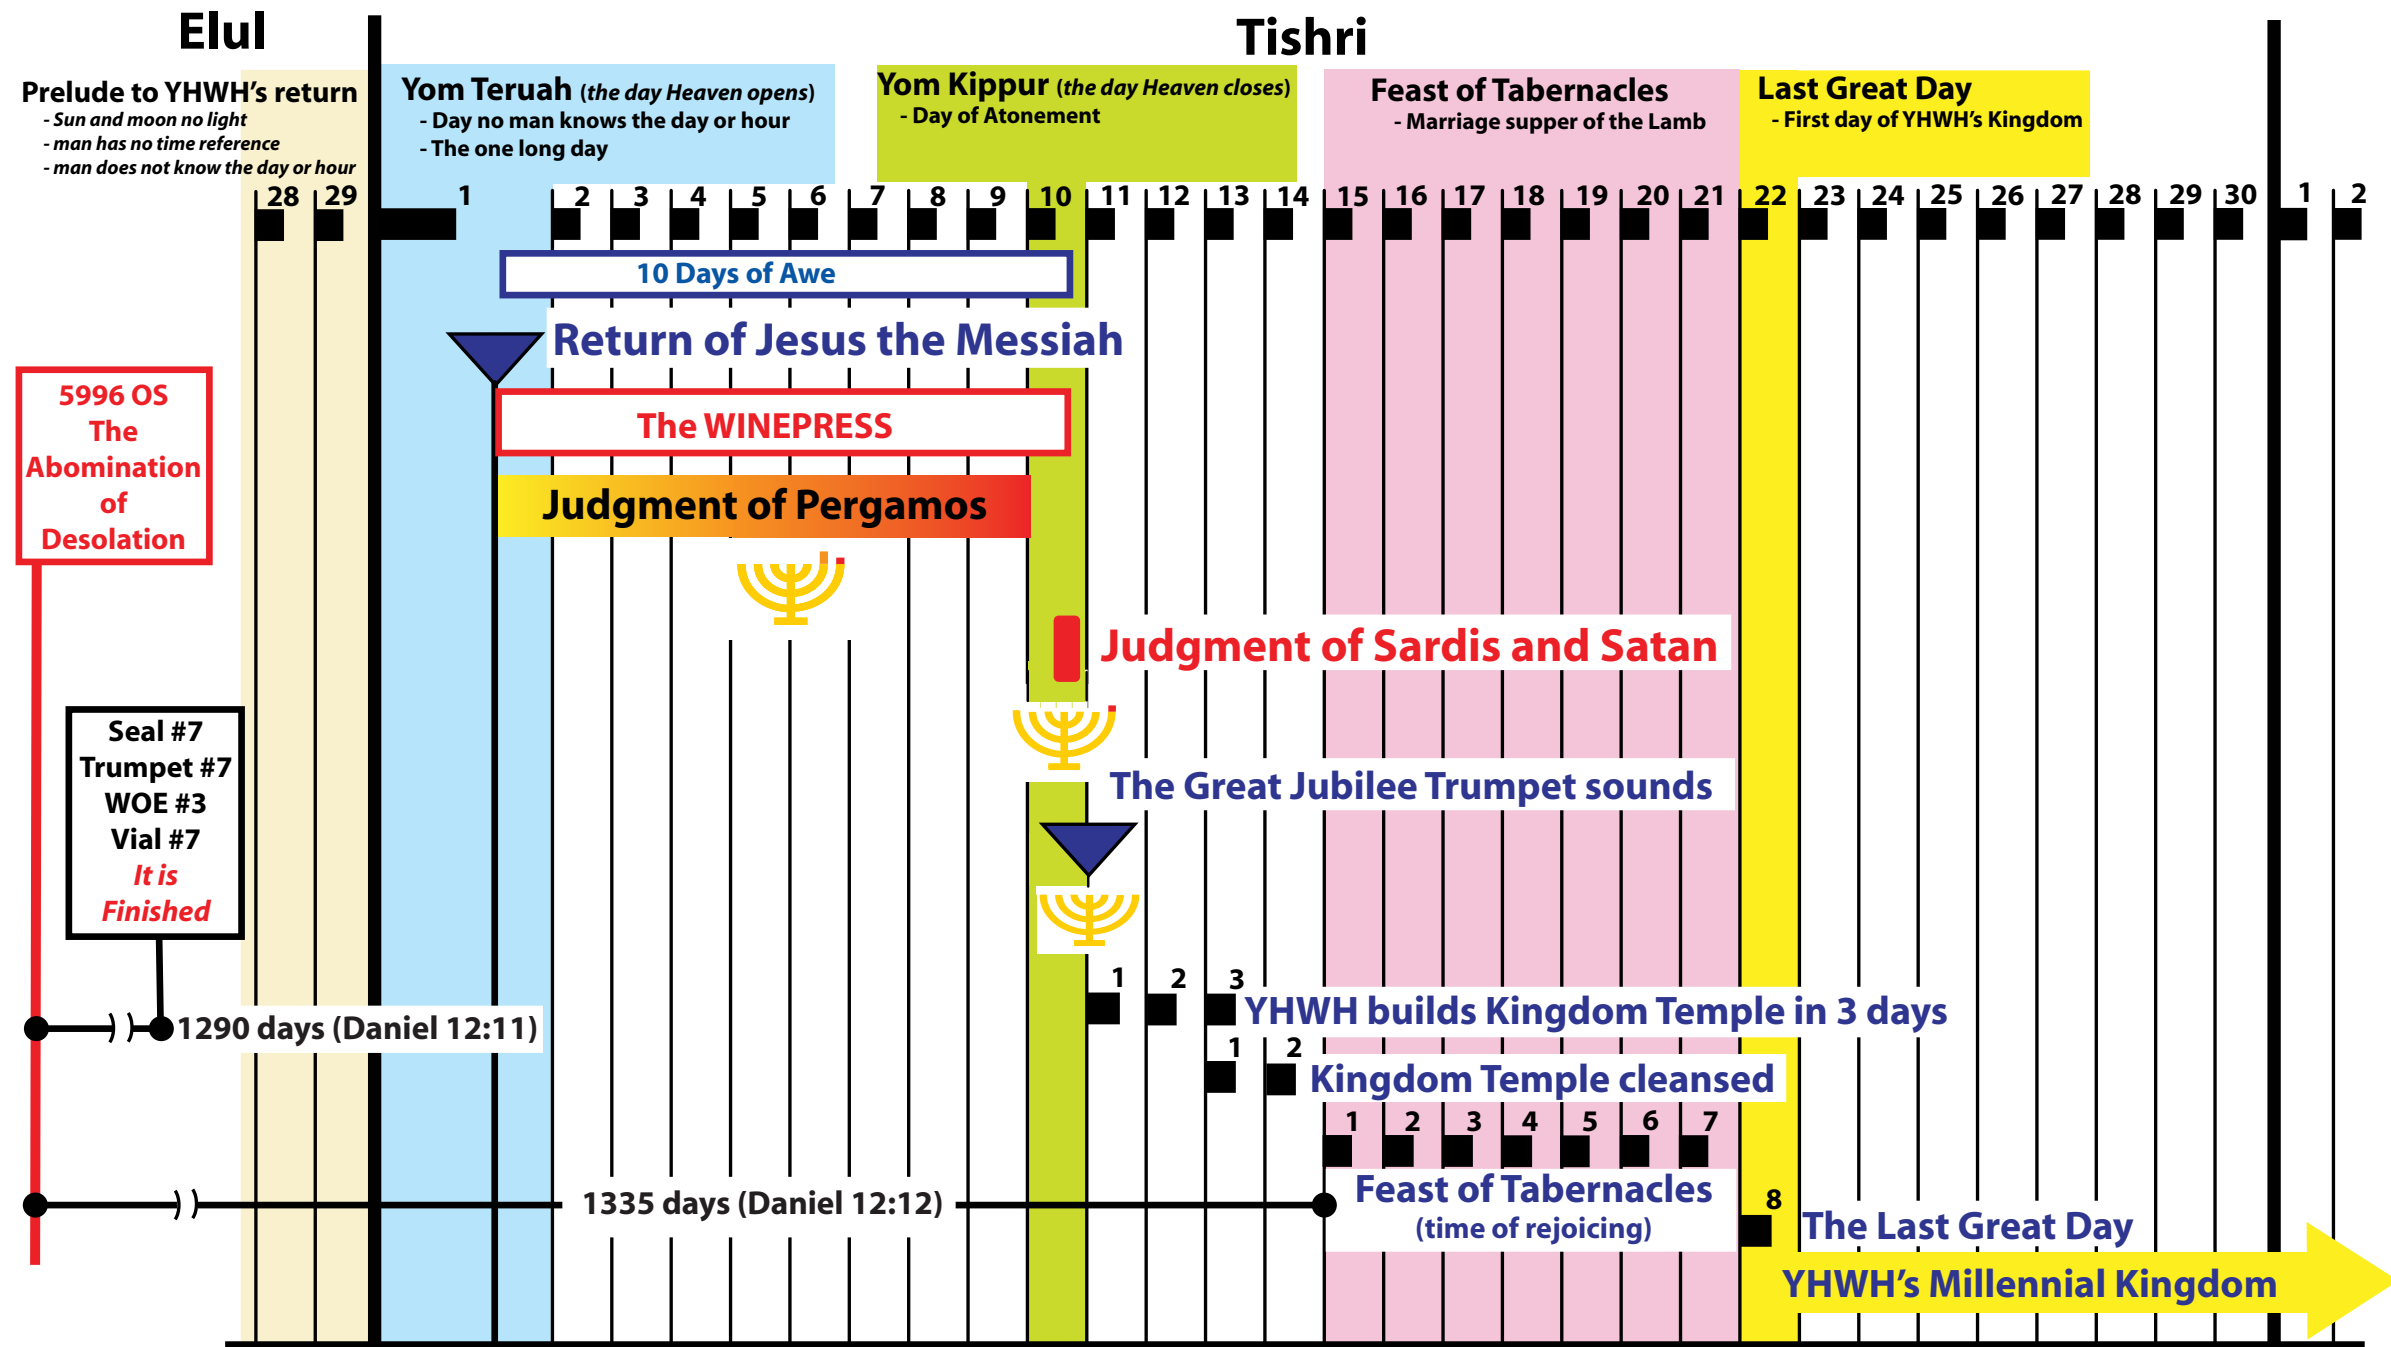 Elul
Tishri
Prelude to YHWH's return
- Sun and moon no light
- man has no time reference
- man does not know the day or hour
Yom Teruah (the day Heaven opens)
- Day no man knows the day or hour
- The one long day
Yom Kippur (the day Heaven closes)
- Day of Atonement
Feast of Tabernacles
- Marriage supper of the Lamb
Last Great Day
- First day of YHWH's Kingdom
28 29 1 2 3 4 5 6 7 8 9 10 11 12 13 14 15 16 17 18 19 20 21 22 23 24 25 26 27 28 29 30 1 2
10 Days of Awe
Return of Jesus the Messiah
5996 OS
The
Abomination
of
Desolation
The WINEPRESS
Judgment of Pergamos
Judgment of Sardis and Satan
Seal #7
Trumpet #7
WOE #3
Vial #7
It is
Finished
The Great Jubilee Trumpet sounds
1 2 3
YHWH builds Kingdom Temple in 3 days
1290 days (Daniel 12:11)
1 2
Kingdom Temple cleansed
1 2 3 4 5 6 7
Feast of Tabernacles
(time of rejoicing)
1335 days (Daniel 12:12)
8
The Last Great Day
YHWH's Millennial Kingdom